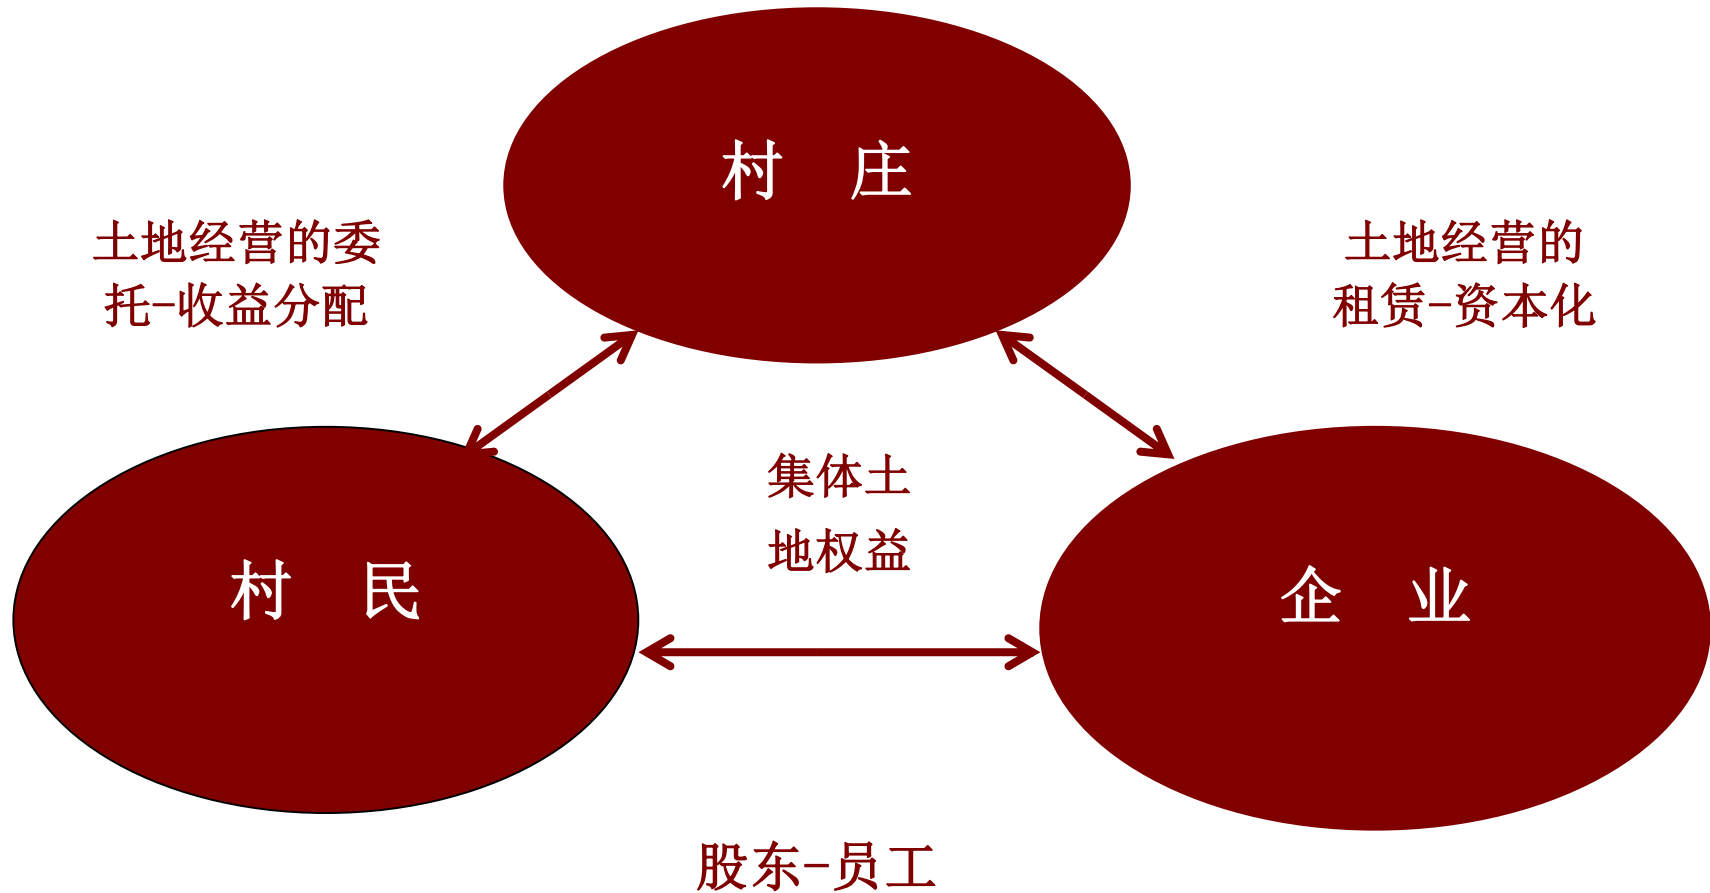 村 庄
土地经营的委
托-收益分配
土地经营的
租赁-资本化
集体土
地权益
村 民
企 业
股东-员工